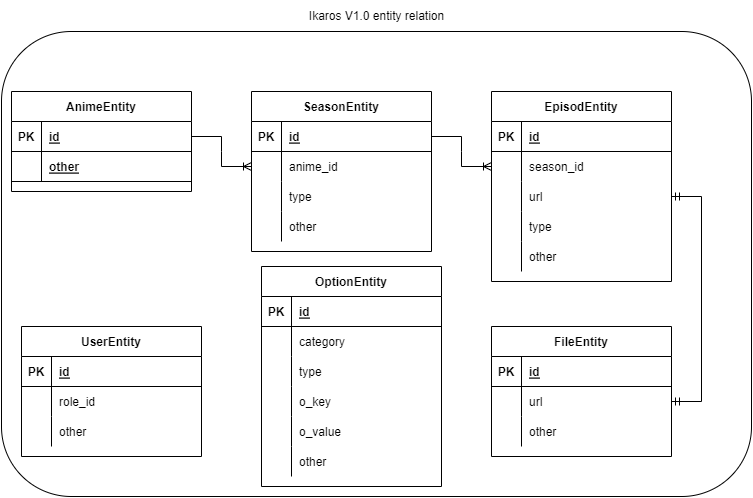 Ikaros V1.0 entity relation
AnimeEntity
PK id
other
SeasonEntity
PK id
anime_id
type
other
EpisodEntity
PK id
season_id
url
type
other
OptionEntity
PK id
category
type
o_key
o_value
other
UserEntity
PK id
role_id
other
FileEntity
PK id
url
other